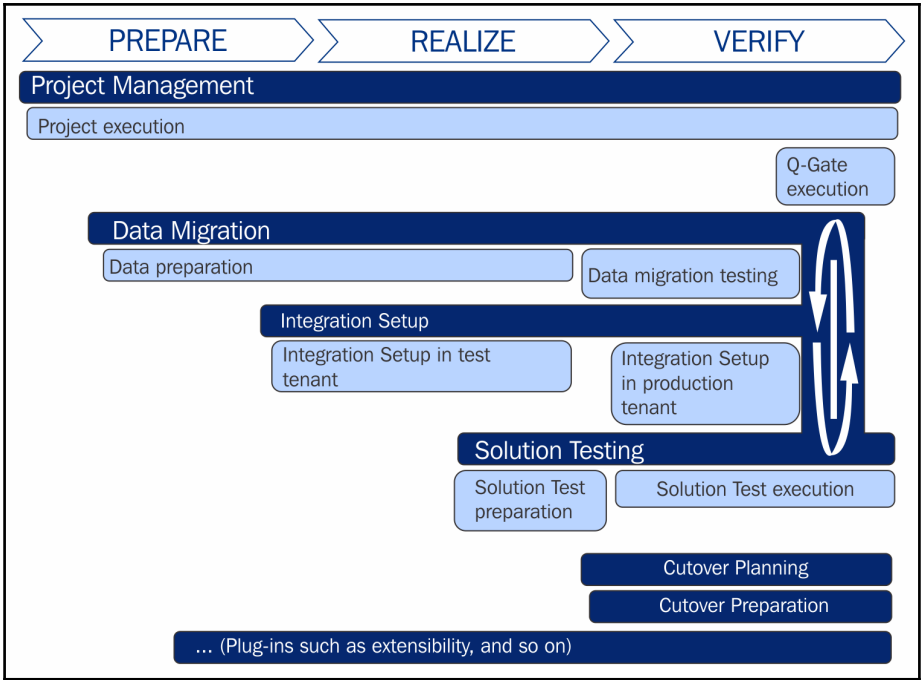 PREPARE
REALIZE
VERIFY
Project Management
Project execution
Q-Gate
execution
Data Migration
Data preparation
Data migration testing
Integration Setup
Integration Setup in test
tenant
Integration Setup
in production
tenant
Solution Testing
Solution Test
preparation
Solution Test execution
Cutover Planning
Cutover Preparation
... (Plug-ins such as extensibility, and so on)